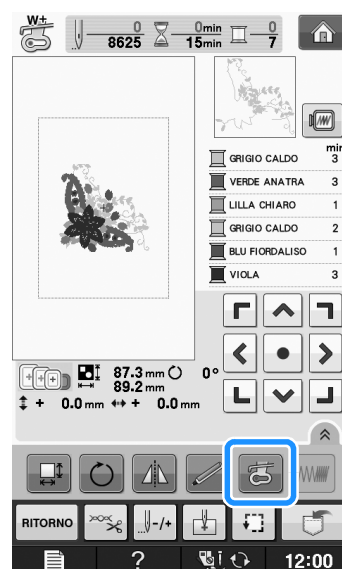 W+
0 0min 0
8625 15min 7
min
GRIGIO CALDO 3
VERDE ANATRA 3
LILLA CHIARO 1
GRIGIO CALDO 2
BLU FIORDALISO 1
VIOLA 3
87.3 mm 0°
89.2 mm
+ 0.0 mm + 0.0 mm
RITORNO -/+
? 12:00